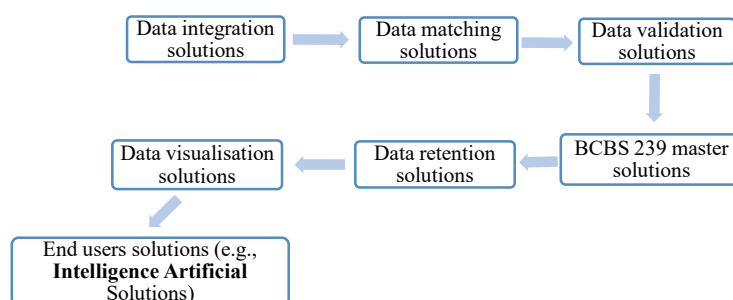 Data integration
solutions
Data matching
solutions
Data validation
solutions
BCBS 239 master
solutions
Data retention
solutions
Data visualisation
solutions
End users solutions (e.g.,
Intelligence Artificial
Solutions)